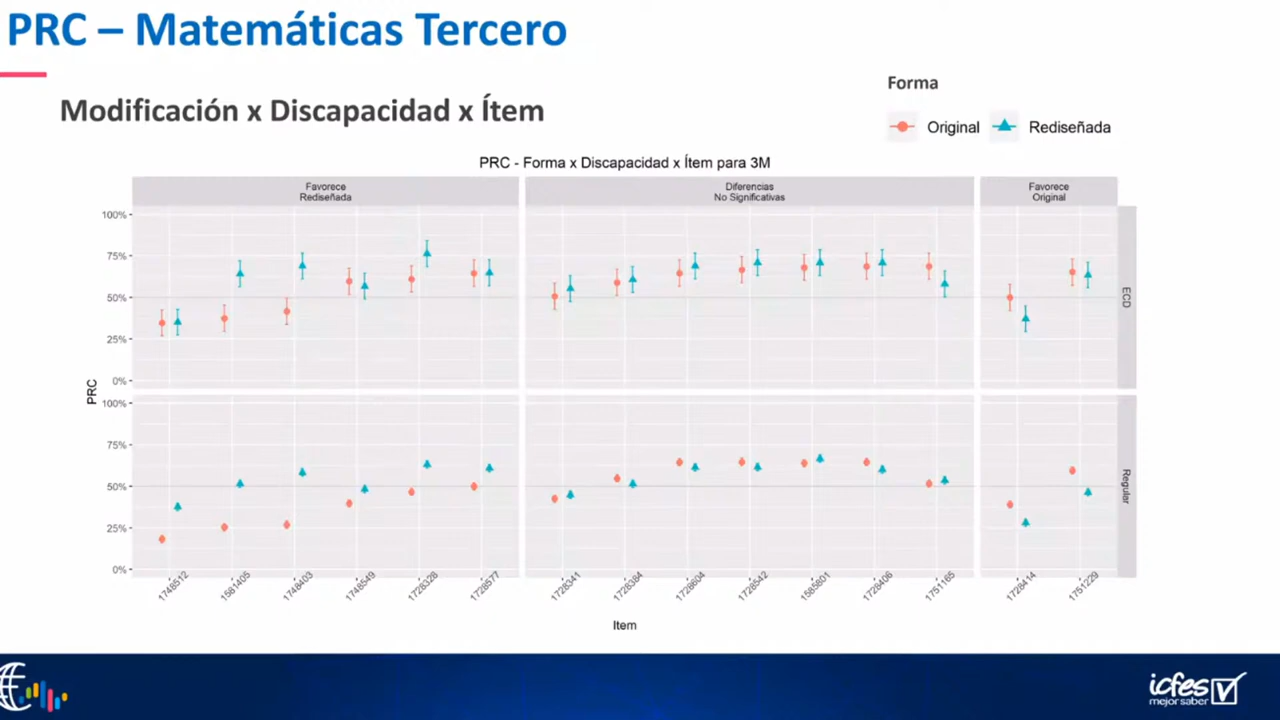 PRC – Matemáticas Tercero
Modificación x Discapacidad x Ítem
Forma
Original
Rediseñada
PRC - Forma x Discapacidad x Ítem para 3M
Favorece
Rediseñada
Diferencias
No Significativas
Favorece
Original
100%
75%
50%
25%
0%
ECD
PRC
100%
75%
50%
25%
0%
Regular
1748512
1581405
1748403
1748549
1728328
1728577
1728341
1728384
1728604
1728542
1585801
1728406
1751165
1728414
1751229
Item
icfes
mejor saber